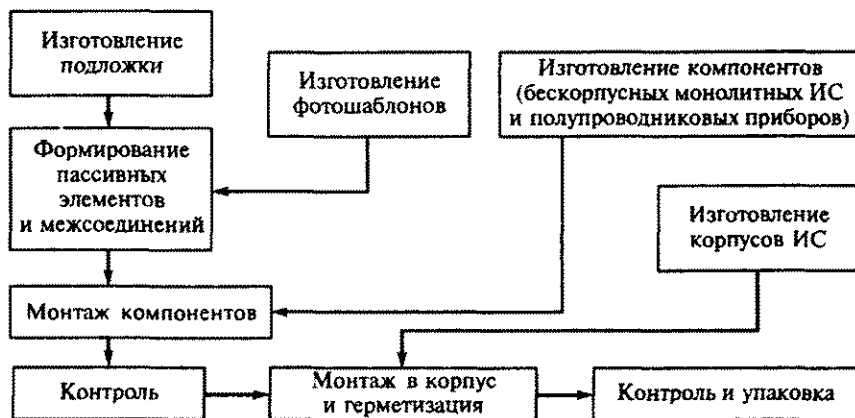 Изготовление
подложки
Изготовление
фотошаблонов
Изготовление компонентов
(бескорпусных монолитных ИС
и полупроводниковых приборов)
Формирование
пассивных
элементов
и межсоединений
Изготовление
корпусов ИС
Монтаж компонентов
Контроль
Монтаж в корпус
и герметизация
Контроль и упаковка